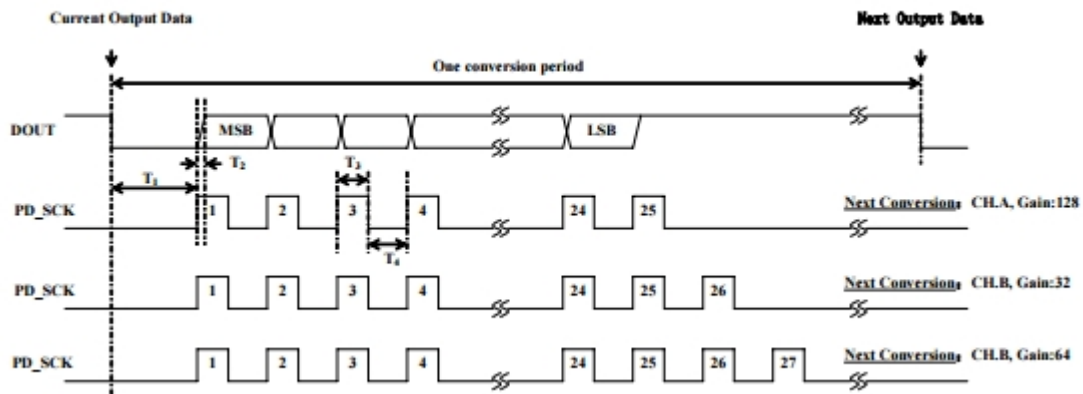 Current Output Data
Next Output Data
One conversion period
DOUT
MSB
LSB
T₁
T₂
T₃
PD_SCK
1 2 3 4 24 25
Next Conversion: CH.A, Gain:128
T₄
PD_SCK
1 2 3 4 24 25 26
Next Conversion: CH.B, Gain:32
PD_SCK
1 2 3 4 24 25 26 27
Next Conversion: CH.B, Gain:64